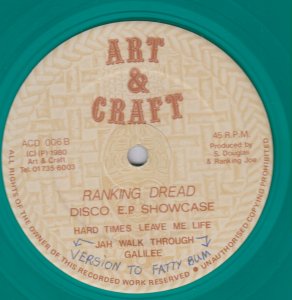 ART
&
CRAFT
ACD 006 B
(C) (P) 1980
Art & Craft
Tel. 01 735 6003
45 R.P.M.
Produced by
S. Douglas
& Ranking Joe
RANKING DREAD
DISCO E.P SHOWCASE
HARD TIMES LEAVE ME LIFE
JAH WALK THROUGH
GALILEE
VERSION TO FATTY BUM
ALL RIGHTS OF THE OWNER OF THIS RECORDED WORK RESERVED • UNAUTHORISED COPYING PROHIBITED